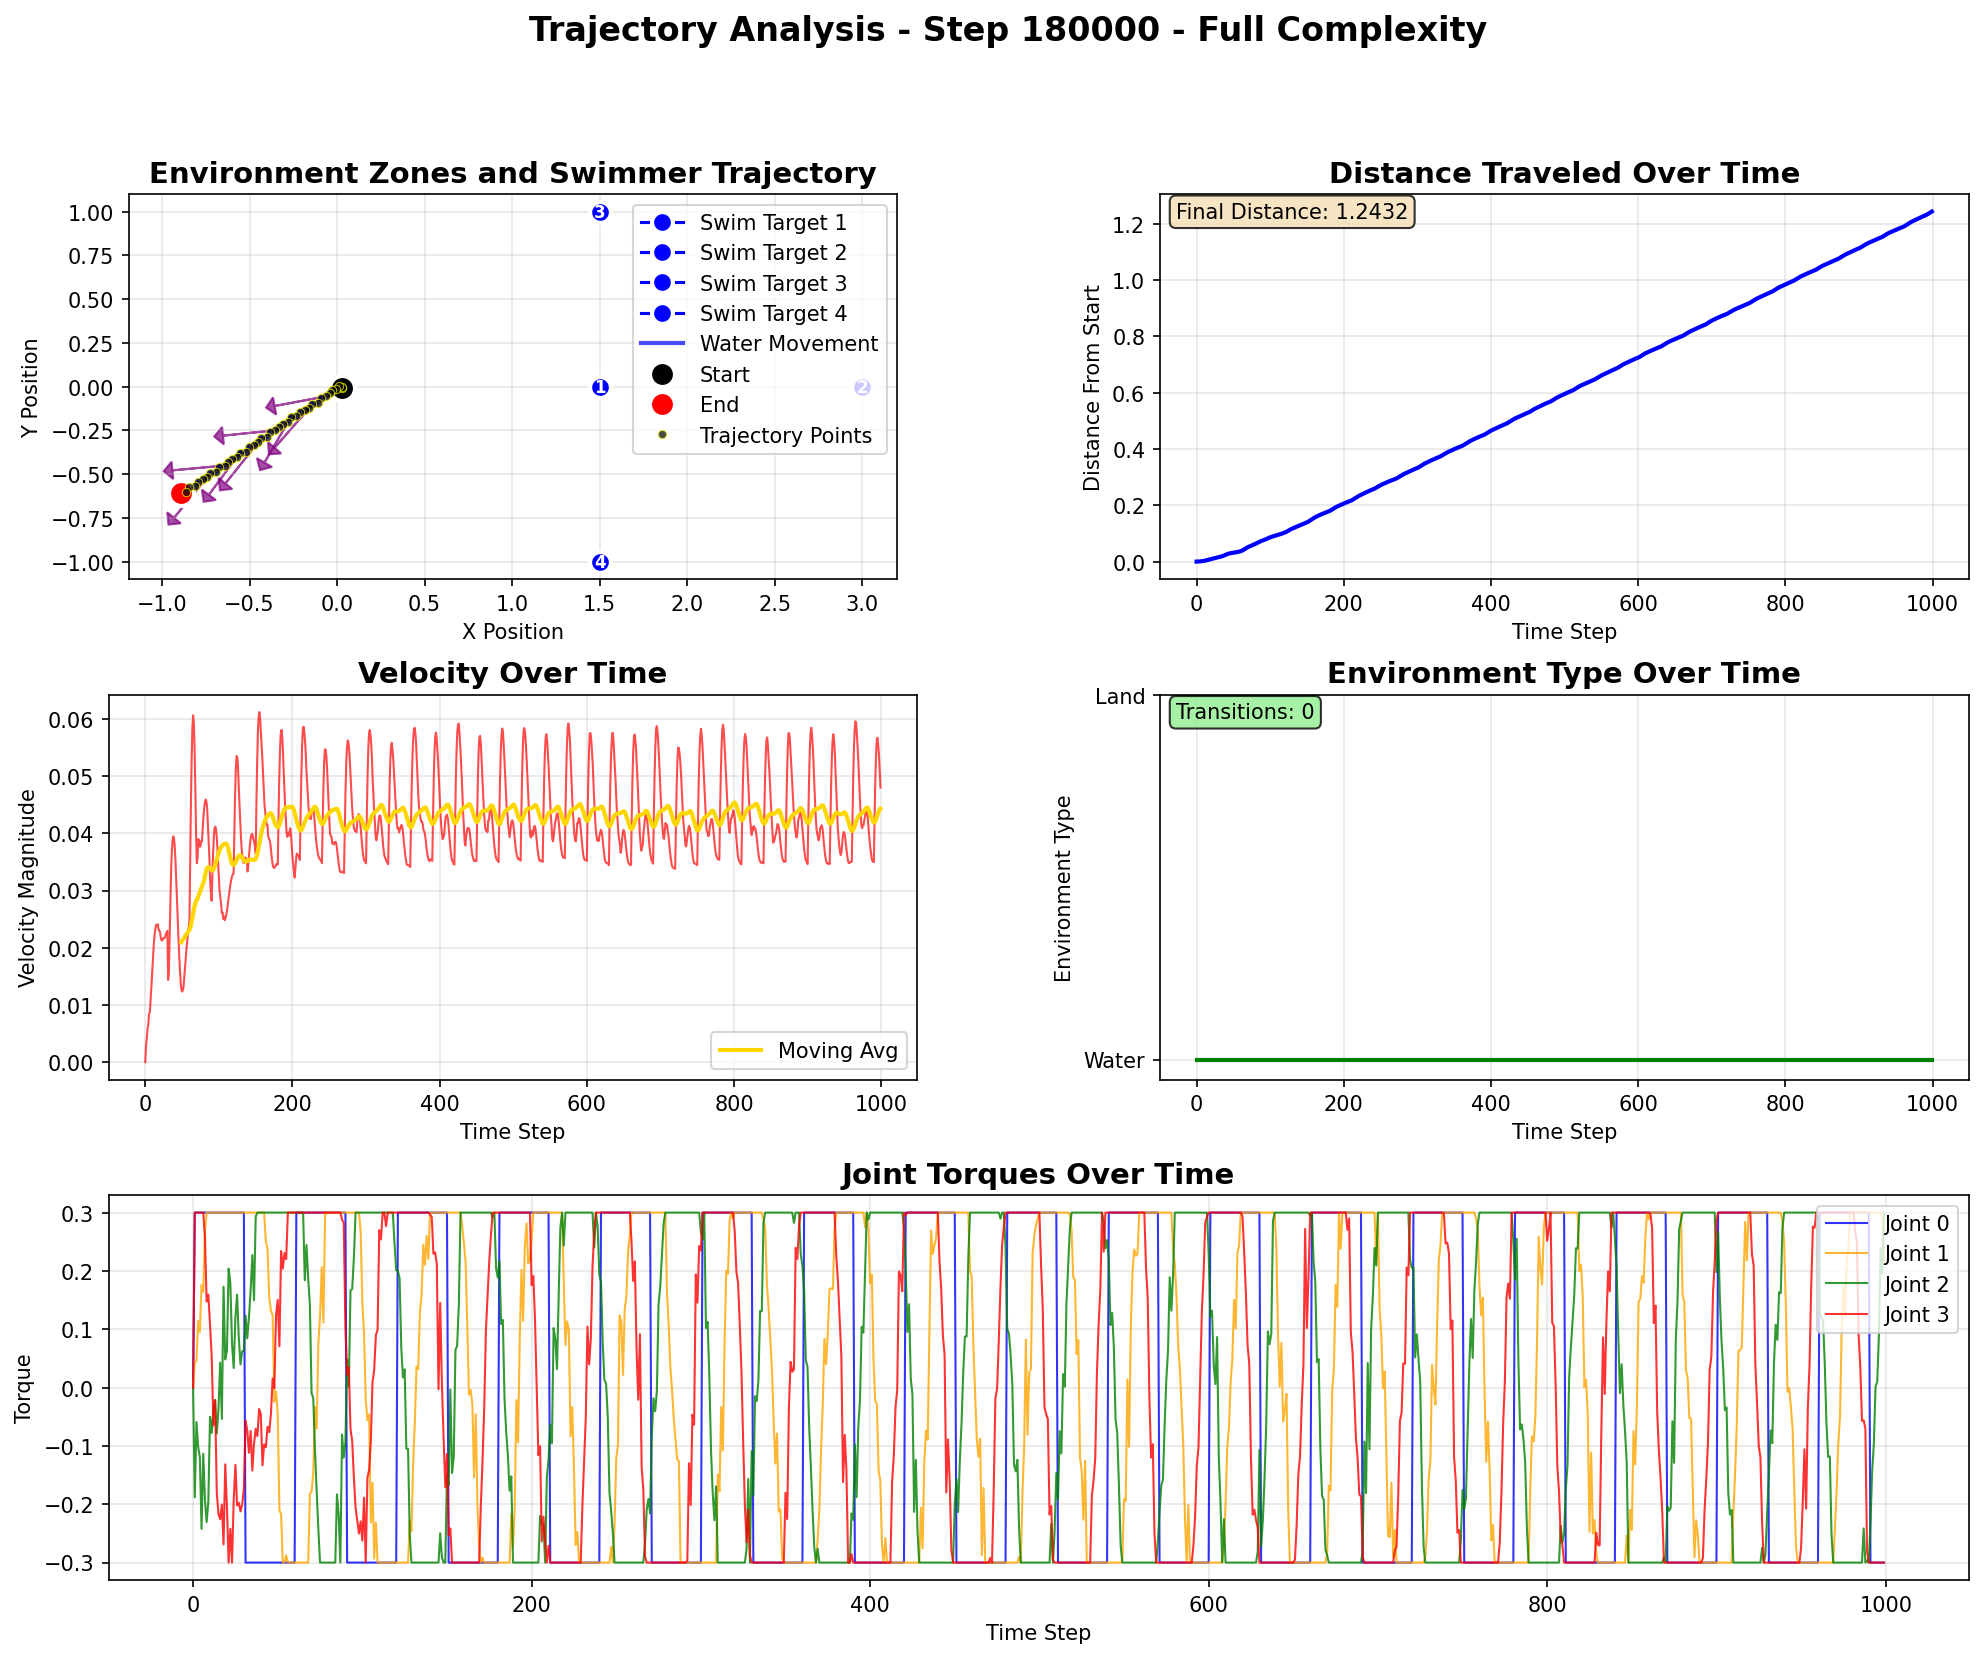 Trajectory Analysis - Step 180000 - Full Complexity
Environment Zones and Swimmer Trajectory
1.00
0.75
0.50
0.25
0.00
−0.25
−0.50
−0.75
−1.00
Y Position
3
1
2
4
Swim Target 1
Swim Target 2
Swim Target 3
Swim Target 4
Water Movement
Start
End
Trajectory Points
−1.0 −0.5 0.0 0.5 1.0 1.5 2.0 2.5 3.0
X Position
Distance Traveled Over Time
Final Distance: 1.2432
1.2
1.0
0.8
0.6
0.4
0.2
0.0
Distance From Start
0 200 400 600 800 1000
Time Step
Velocity Over Time
0.06
0.05
0.04
0.03
0.02
0.01
0.00
Velocity Magnitude
Moving Avg
0 200 400 600 800 1000
Time Step
Environment Type Over Time
Land
Transitions: 0
Environment Type
Water
0 200 400 600 800 1000
Time Step
Joint Torques Over Time
0.3
0.2
0.1
0.0
−0.1
−0.2
−0.3
Torque
Joint 0
Joint 1
Joint 2
Joint 3
0 200 400 600 800 1000
Time Step